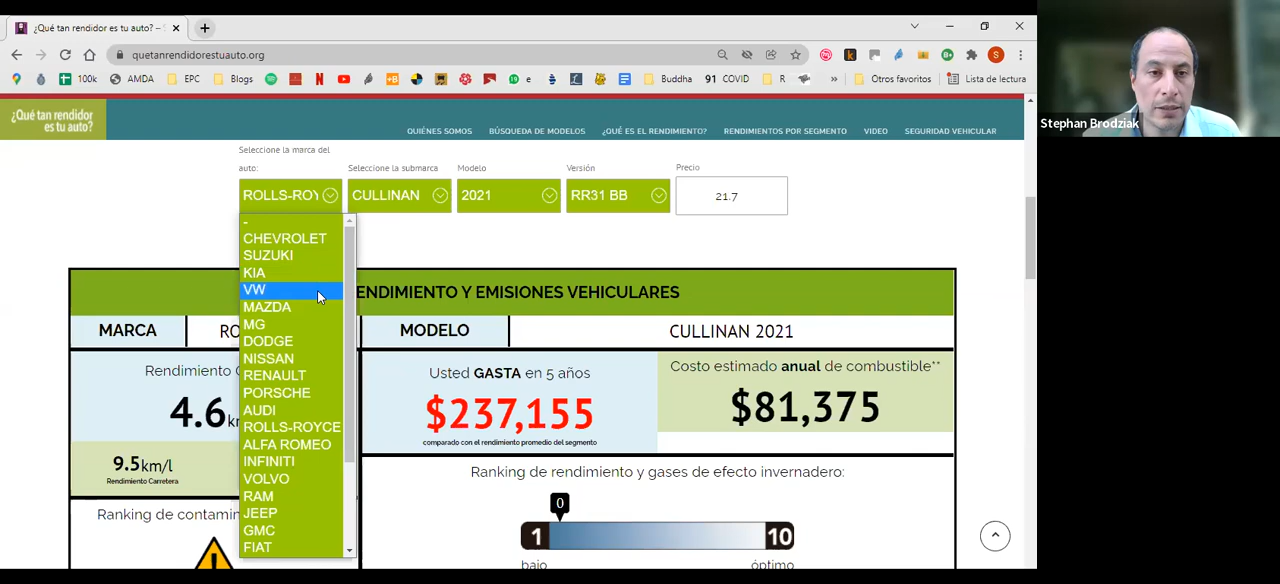 ¿Qué tan rendidor es tu auto? – S
quetanrendidorestuauto.org
100k
AMDA
EPC
Blogs
e
Buddha
91 COVID
R
»
Otros favoritos
Lista de lectura
¿Qué tan rendidor
es tu auto?
QUIÉNES SOMOS
BÚSQUEDA DE MODELOS
¿QUÉ ES EL RENDIMIENTO?
RENDIMIENTOS POR SEGMENTO
VIDEO
SEGURIDAD VEHICULAR
Seleccione la marca del
auto:
Seleccione la submarca
Modelo
Versión
Precio
ROLLS-ROY
CULLINAN
2021
RR31 BB
21.7
-
CHEVROLET
SUZUKI
KIA
VW
MAZDA
MG
DODGE
NISSAN
RENAULT
PORSCHE
AUDI
ROLLS-ROYCE
ALFA ROMEO
INFINITI
VOLVO
RAM
JEEP
GMC
FIAT
ENDIMIENTO Y EMISIONES VEHICULARES
MARCA
RO
MODELO
CULLINAN 2021
Rendimiento
4.6 k
9.5km/l
Rendimiento Carretera
Ranking de contamin
Usted GASTA en 5 años
$237,155
comparado con el rendimiento promedio del segmento
Costo estimado anual de combustible**
$81,375
Ranking de rendimiento y gases de efecto invernadero:
0
1
10
bajo
óptimo
Stephan Brodziak